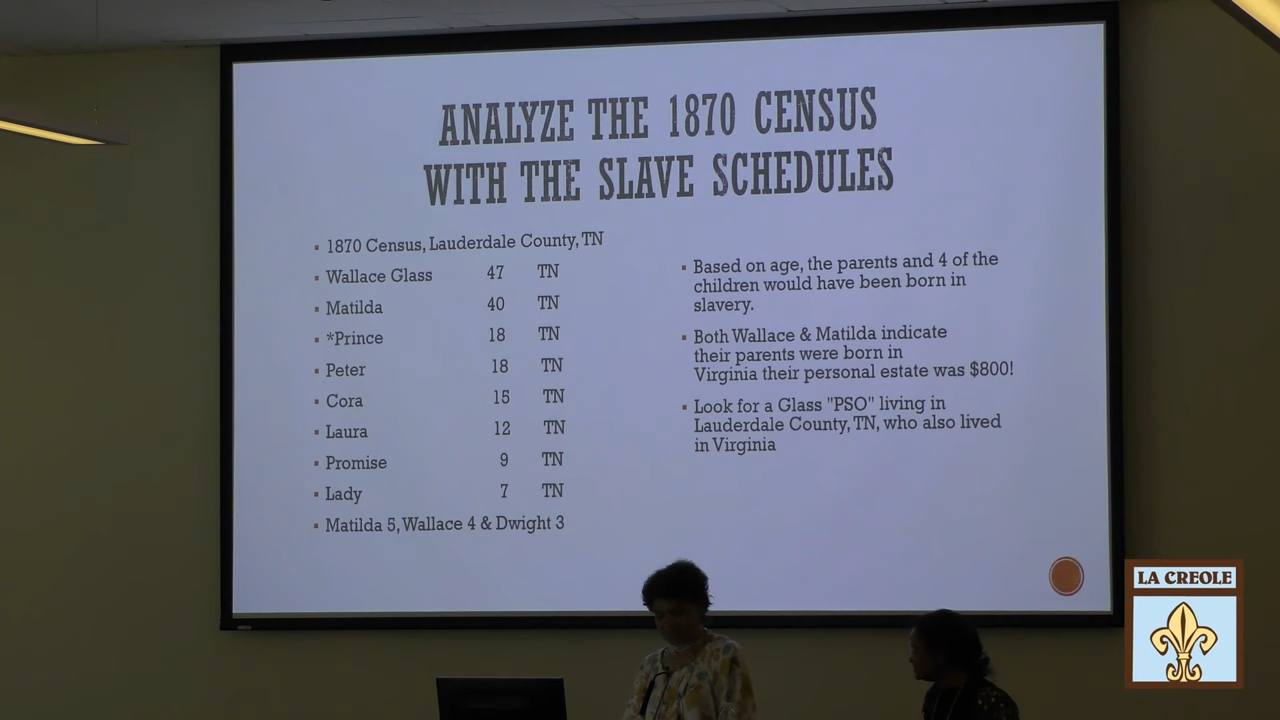 ANALYZE THE 1870 CENSUS
WITH THE SLAVE SCHEDULES
1870 Census, Lauderdale County, TN
Wallace Glass 47 TN
Matilda 40 TN
*Prince 18 TN
Peter 18 TN
Cora 15 TN
Laura 12 TN
Promise 9 TN
Lady 7 TN
Matilda 5, Wallace 4 & Dwight 3
Based on age, the parents and 4 of the
children would have been born in
slavery.
Both Wallace & Matilda indicate
their parents were born in
Virginia their personal estate was $800!
Look for a Glass "PSO" living in
Lauderdale County, TN, who also lived
in Virginia
LA CREOLE